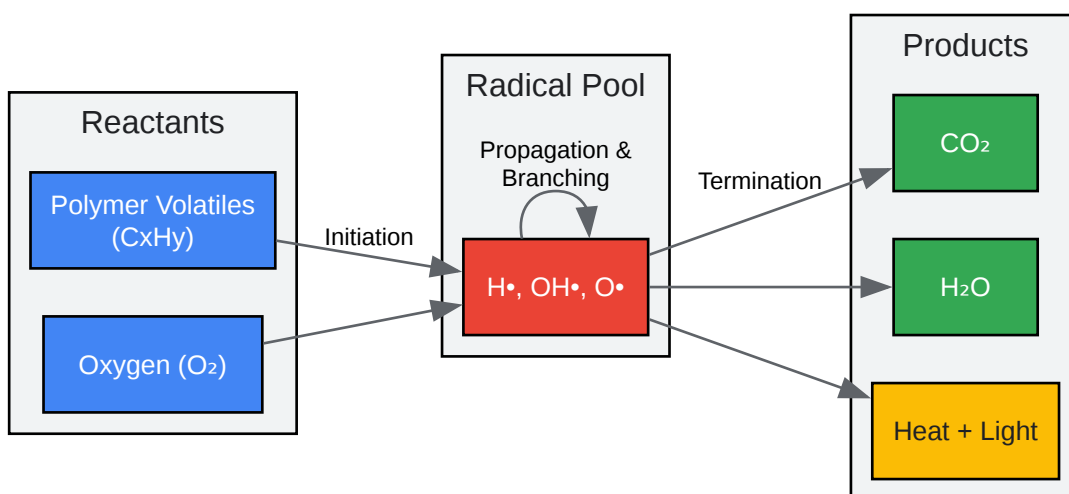 Reactants
Polymer Volatiles
(CxHy)
Oxygen (O₂)
Initiation
Radical Pool
Propagation &
Branching
H•, OH•, O•
Termination
Products
CO₂
H₂O
Heat + Light